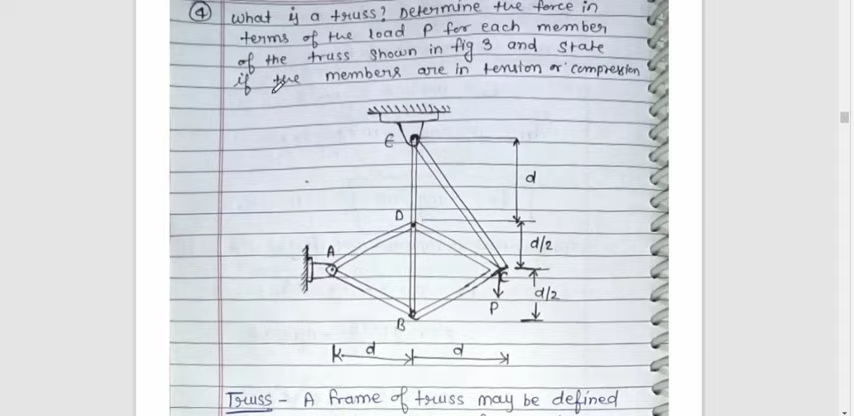 4 What is a truss? Determine the force in
terms of the load P for each member
of the truss shown in fig 3 and state
if the members are in tension or compression
E
d
D
d/2
A
C
d/2
P
B
d d
Truss - A frame of truss may be defined